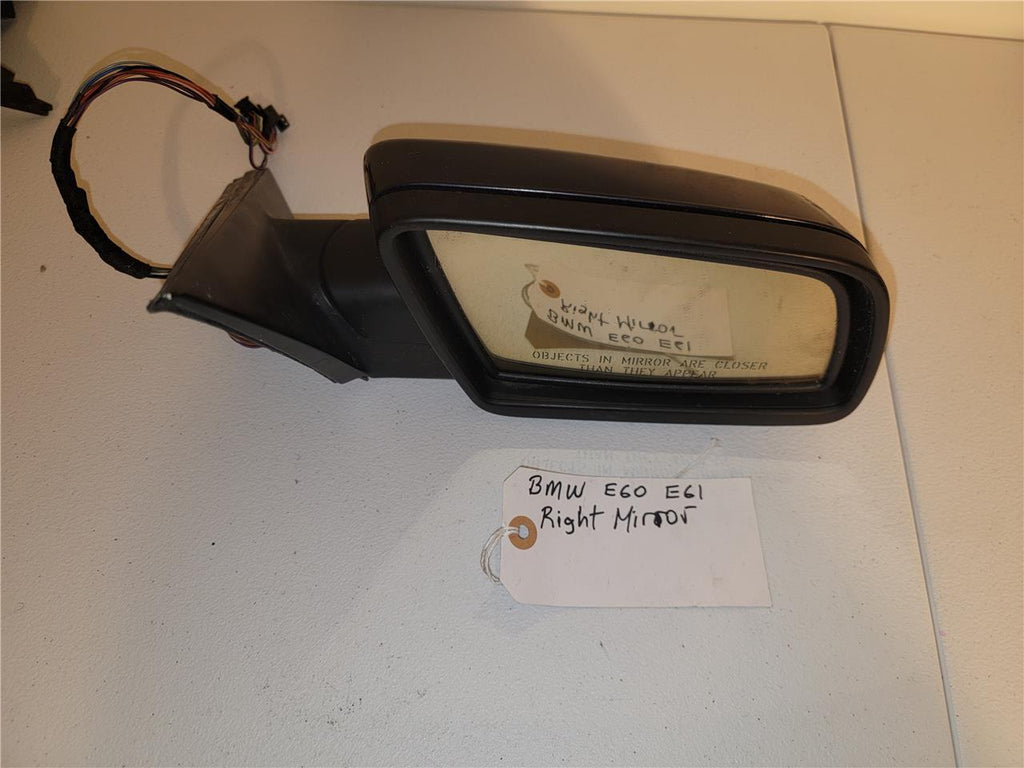 BMW E60 E61
Right Mirror
OBJECTS IN MIRROR ARE CLOSER
THAN THEY APPEAR
BMW E60 E61
Right Mirror